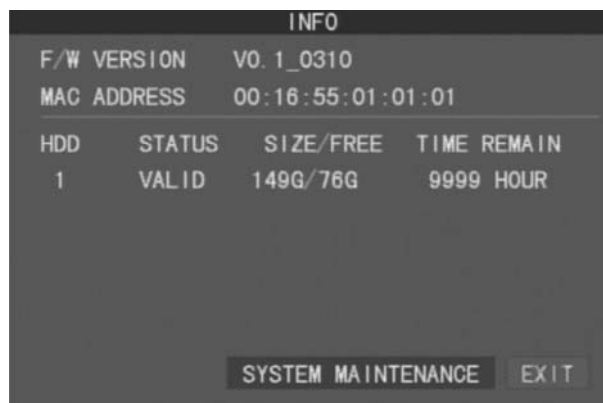 INFO
F/W VERSION V0.1_0310
MAC ADDRESS 00:16:55:01:01:01
HDD STATUS SIZE/FREE TIME REMAIN
1 VALID 149G/76G 9999 HOUR
SYSTEM MAINTENANCE EXIT